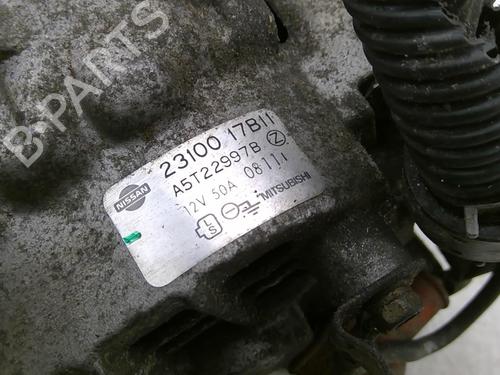 B-PARTS
NISSAN
23100 17B11
A5T22997B Z
12V 50A 0811
L
S
MITSUBISHI